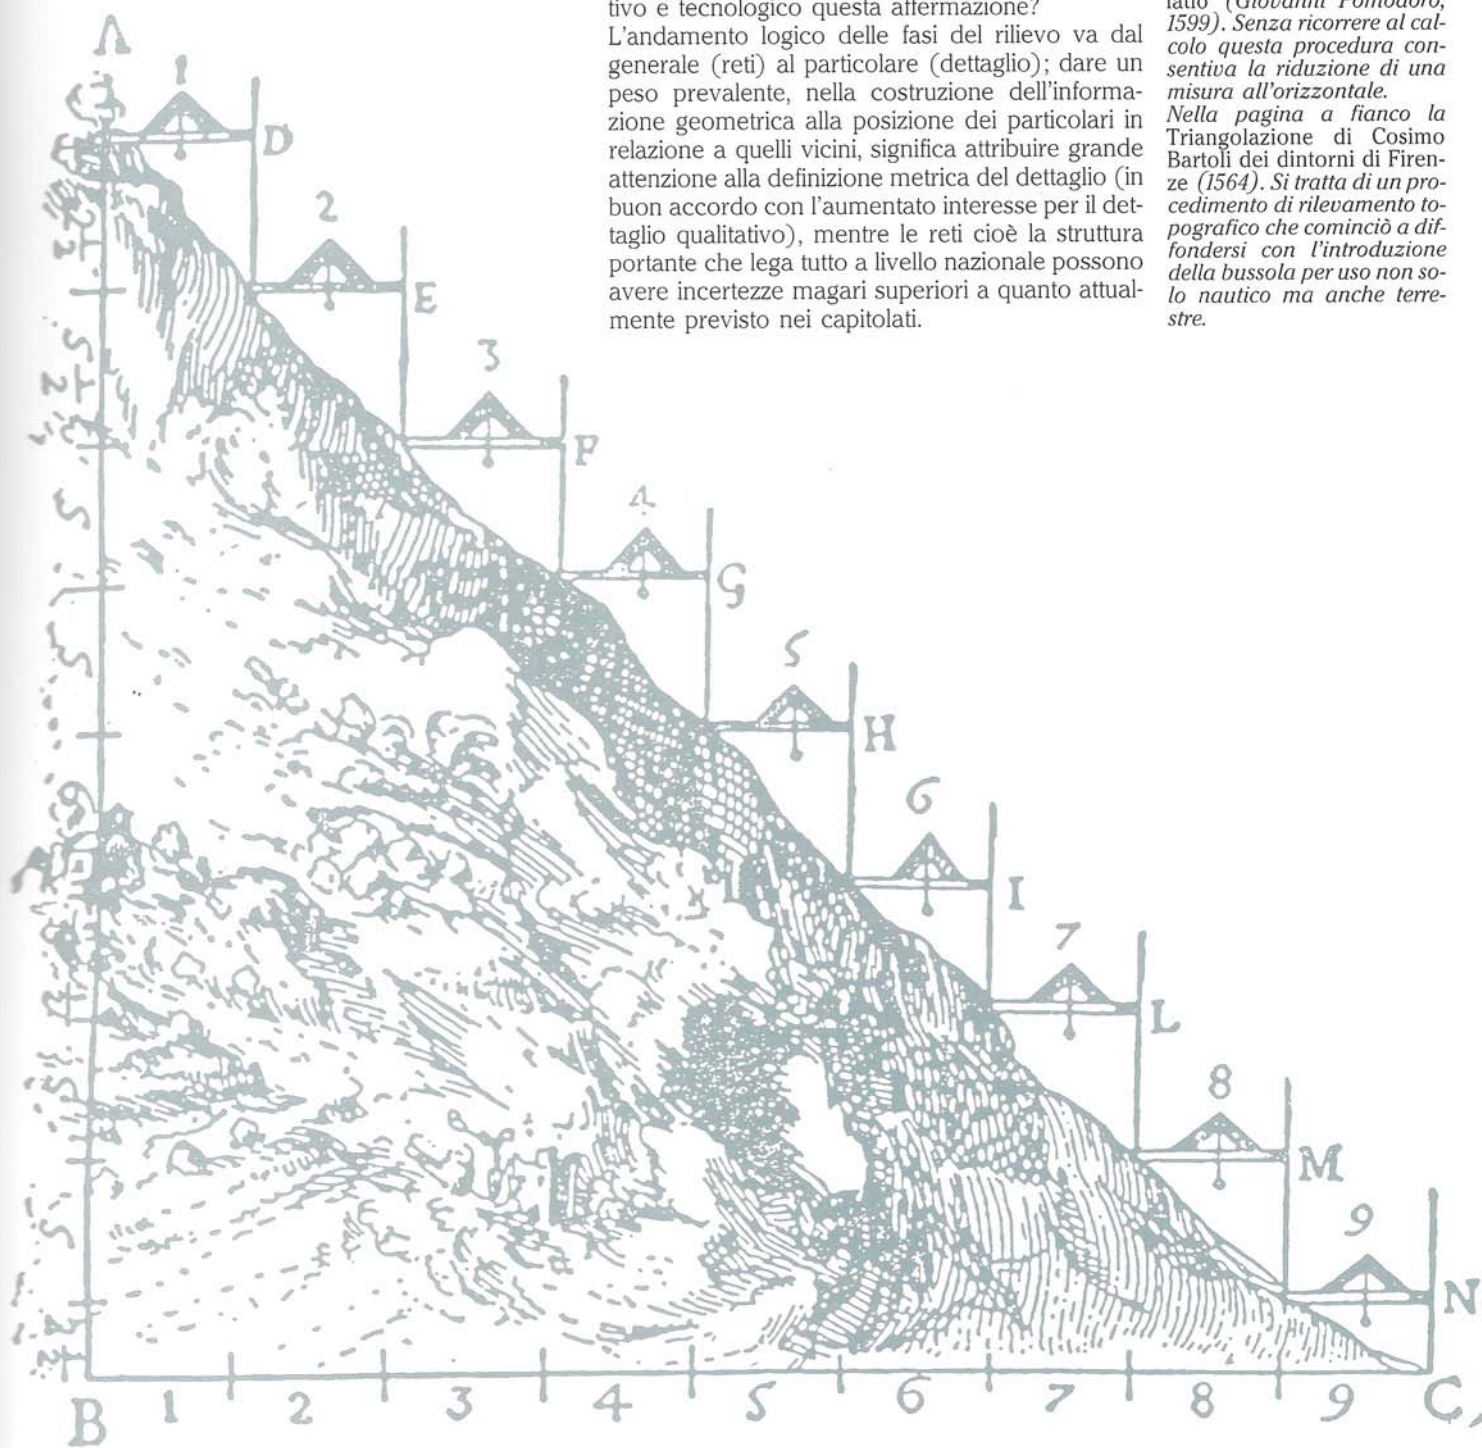 tivo e tecnologico questa affermazione?
L'andamento logico delle fasi del rilievo va dal
generale (reti) al particolare (dettaglio); dare un
peso prevalente, nella costruzione dell'informa-
zione geometrica alla posizione dei particolari in
relazione a quelli vicini, significa attribuire grande
attenzione alla definizione metrica del dettaglio (in
buon accordo con l'aumentato interesse per il det-
taglio qualitativo), mentre le reti cioè la struttura
portante che lega tutto a livello nazionale possono
avere incertezze magari superiori a quanto attual-
mente previsto nei capitolati.
latio (Giovanni Pomodoro,
1599). Senza ricorrere al cal-
colo questa procedura con-
sentiva la riduzione di una
misura all'orizzontale.
Nella pagina a fianco la
Triangolazione di Cosimo
Bartoli dei dintorni di Firen-
ze (1564). Si tratta di un pro-
cedimento di rilevamento to-
pografico che cominciò a dif-
fondersi con l'introduzione
della bussola per uso non so-
lo nautico ma anche terre-
stre.
A
1
D
2
E
3
F
4
G
5
H
6
I
7
L
8
M
9
N
B 1 2 3 4 5 6 7 8 9 C,